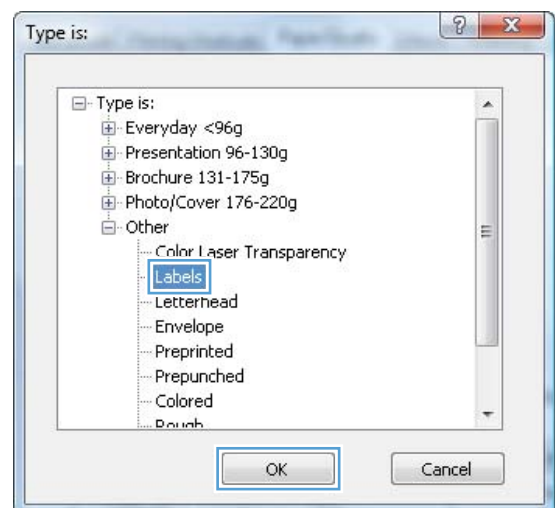 Type is:
Type is:
Everyday <96g
Presentation 96-130g
Brochure 131-175g
Photo/Cover 176-220g
Other
Color Laser Transparency
Labels
Letterhead
Envelope
Preprinted
Prepunched
Colored
Rough
OK
Cancel